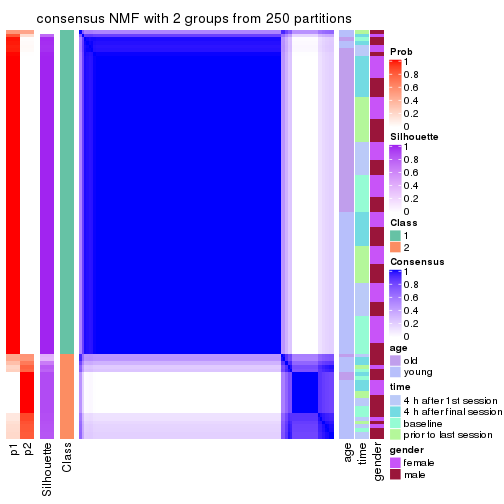 consensus NMF with 2 groups from 250 partitions
Prob
1
0.8
0.6
0.4
0.2
0
Silhouette
1
0.8
0.6
0.4
0.2
0
Class
1
2
Consensus
1
0.8
0.6
0.4
0.2
0
age
old
young
time
4 h after 1st session
4 h after final session
baseline
prior to last session
gender
female
male
p1
p2
Silhouette
Class
age
time
gender